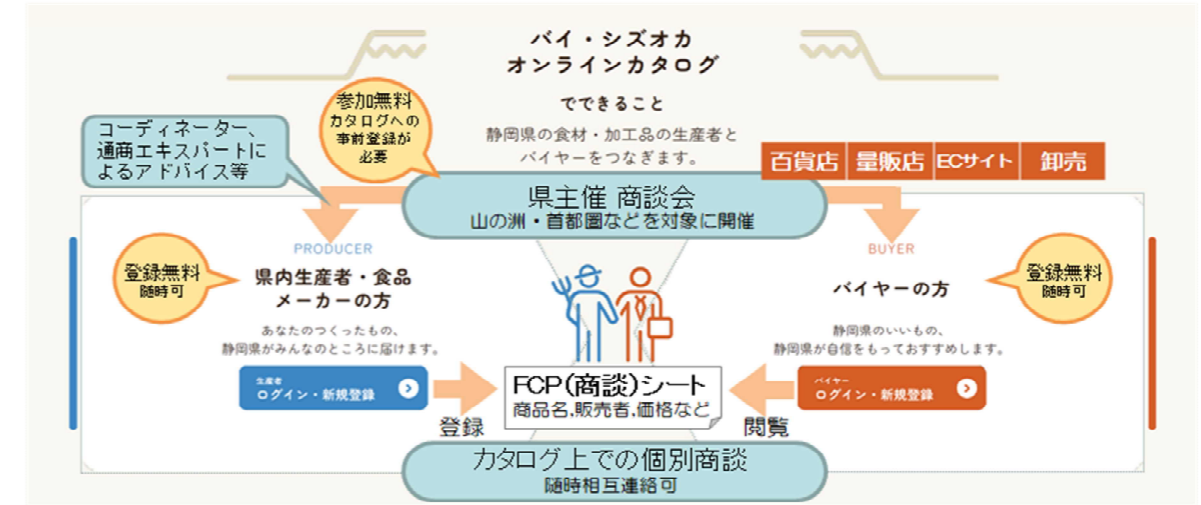 バイ・シズオカ
オンラインカタログ
でできること
静岡県の食材・加工品の生産者と
バイヤーをつなぎます。
参加無料
カタログへの
事前登録が
必要
コーディネーター、
通商エキスパートに
よるアドバイス等
百貨店
量販店
ECサイト
卸売
県主催 商談会
山の洲・首都圏などを対象に開催
PRODUCER
県内生産者・食品
メーカーの方
登録無料
随時可
あなたのつくったもの、
静岡県がみんなのところに届けます。
生産者
ログイン・新規登録
登録
BUYER
バイヤーの方
登録無料
随時可
静岡県のいいもの、
静岡県が自信をもっておすすめします。
バイヤー
ログイン・新規登録
閲覧
FCP(商談)シート
商品名,販売者,価格など
カタログ上での個別商談
随時相互連絡可